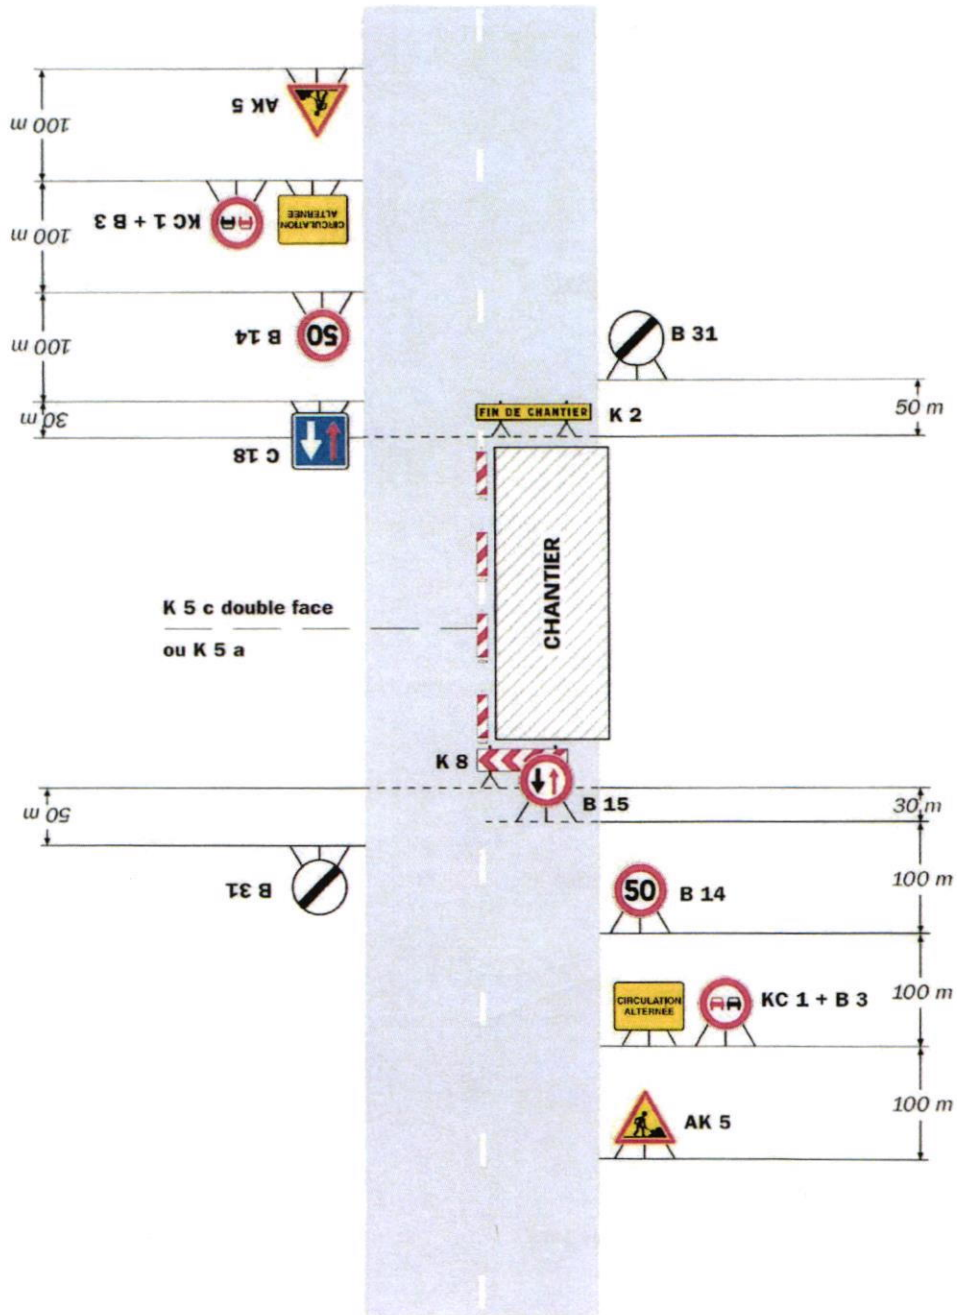 AK 5
100 m
CIRCULATION
ALTERNÉE
KC 1 + B 3
100 m
50
B 14
100 m
B 31
50 m
FIN DE CHANTIER
K 2
30 m
C 18
CHANTIER
K 5 c double face
ou K 5 a
K 8
B 15
30 m
50 m
B 31
50
B 14
100 m
CIRCULATION
ALTERNÉE
KC 1 + B 3
100 m
AK 5
100 m